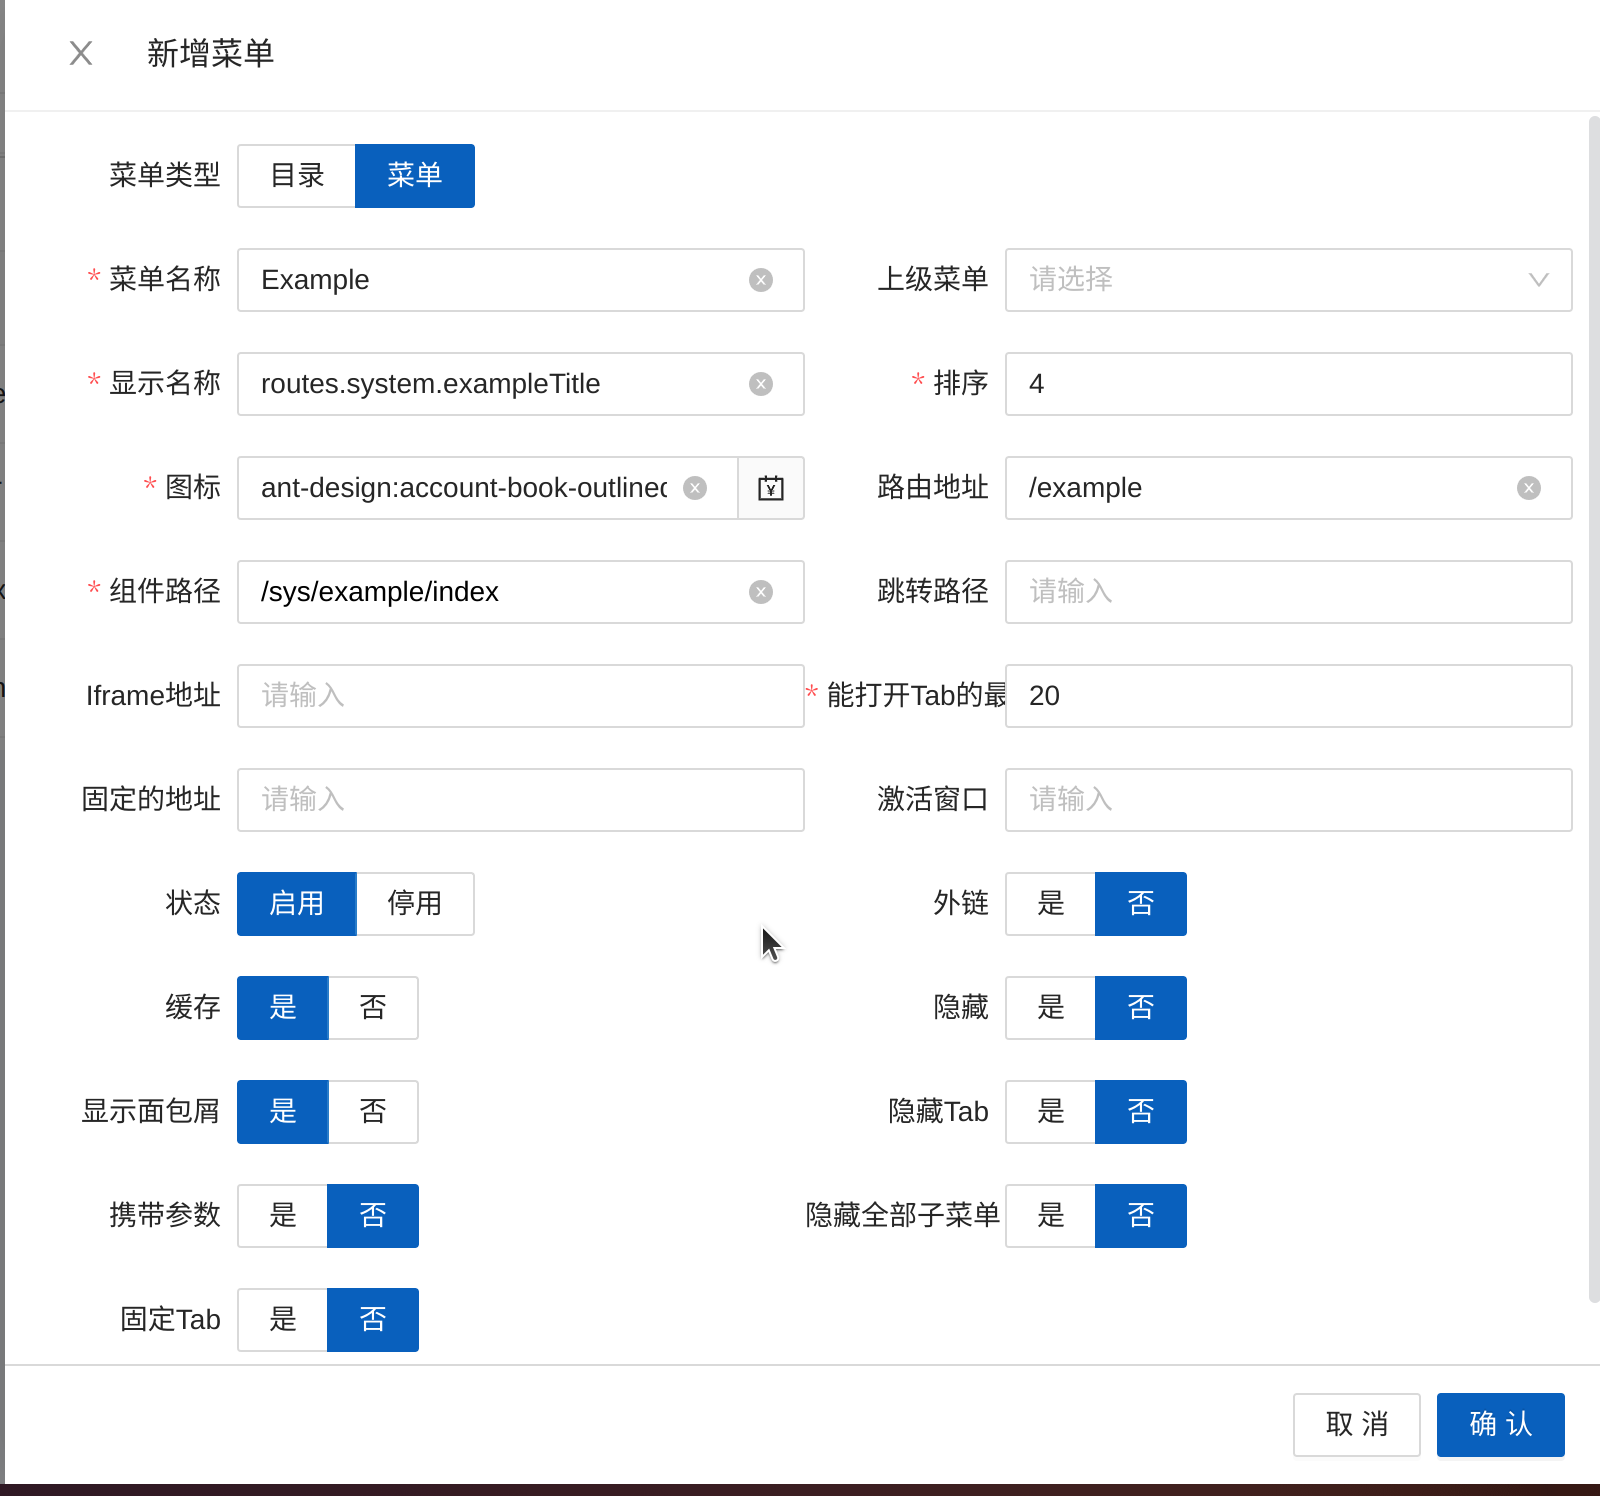 新增菜单
菜单类型 目录 菜单
* 菜单名称 Example 上级菜单 请选择
* 显示名称 routes.system.exampleTitle * 排序 4
* 图标 ant-design:account-book-outlined 路由地址 /example
* 组件路径 /sys/example/index 跳转路径 请输入
Iframe地址 请输入 * 能打开Tab的最 20
固定的地址 请输入 激活窗口 请输入
状态 启用 停用 外链 是 否
缓存 是 否 隐藏 是 否
显示面包屑 是 否 隐藏Tab 是 否
携带参数 是 否 隐藏全部子菜单 是 否
固定Tab 是 否
取 消 确 认